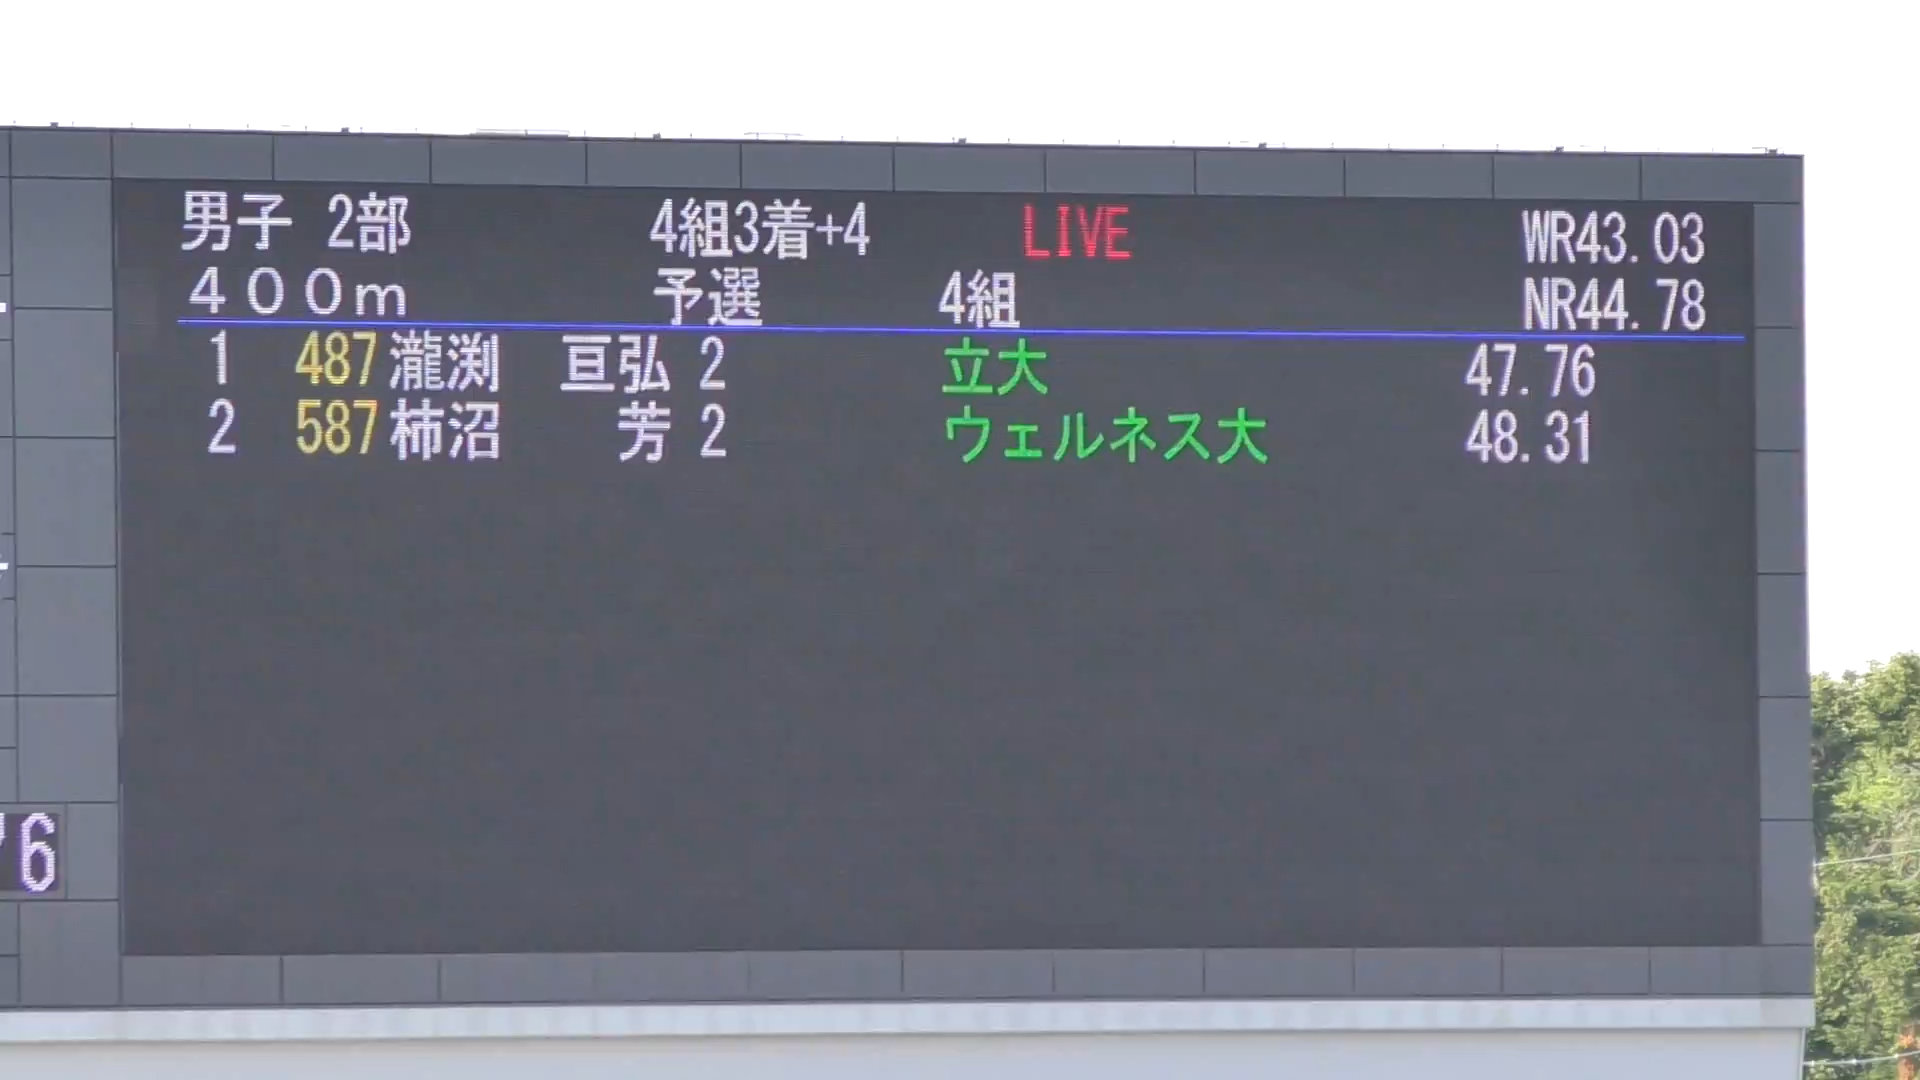 男子 2部 4組3着+4 LIVE WR43.03
400m 予選 4組 NR44.78
1 487 瀧渕 亘弘 2 立大 47.76
2 587 柿沼 芳 2 ウェルネス大 48.31
6